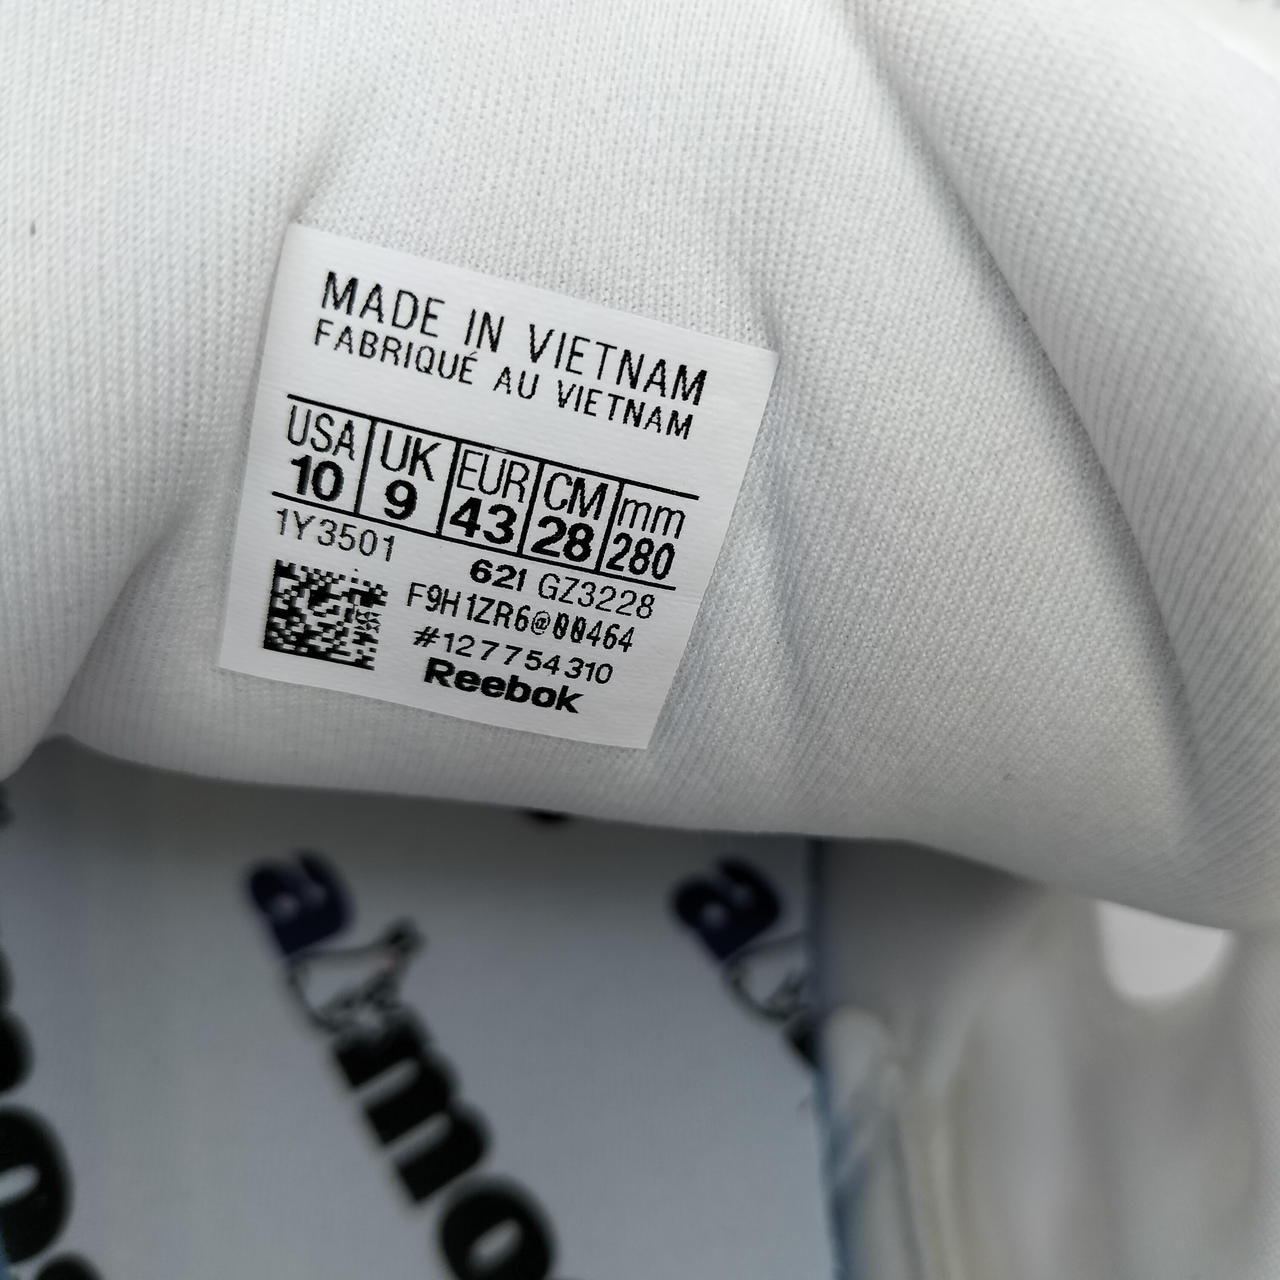 MADE IN VIETNAM
FABRIQUÉ AU VIETNAM
USA UK EUR CM mm
10 9 43 28 280
1Y3501 621 GZ3228
F9H1ZR6@00464
#127754310
Reebok